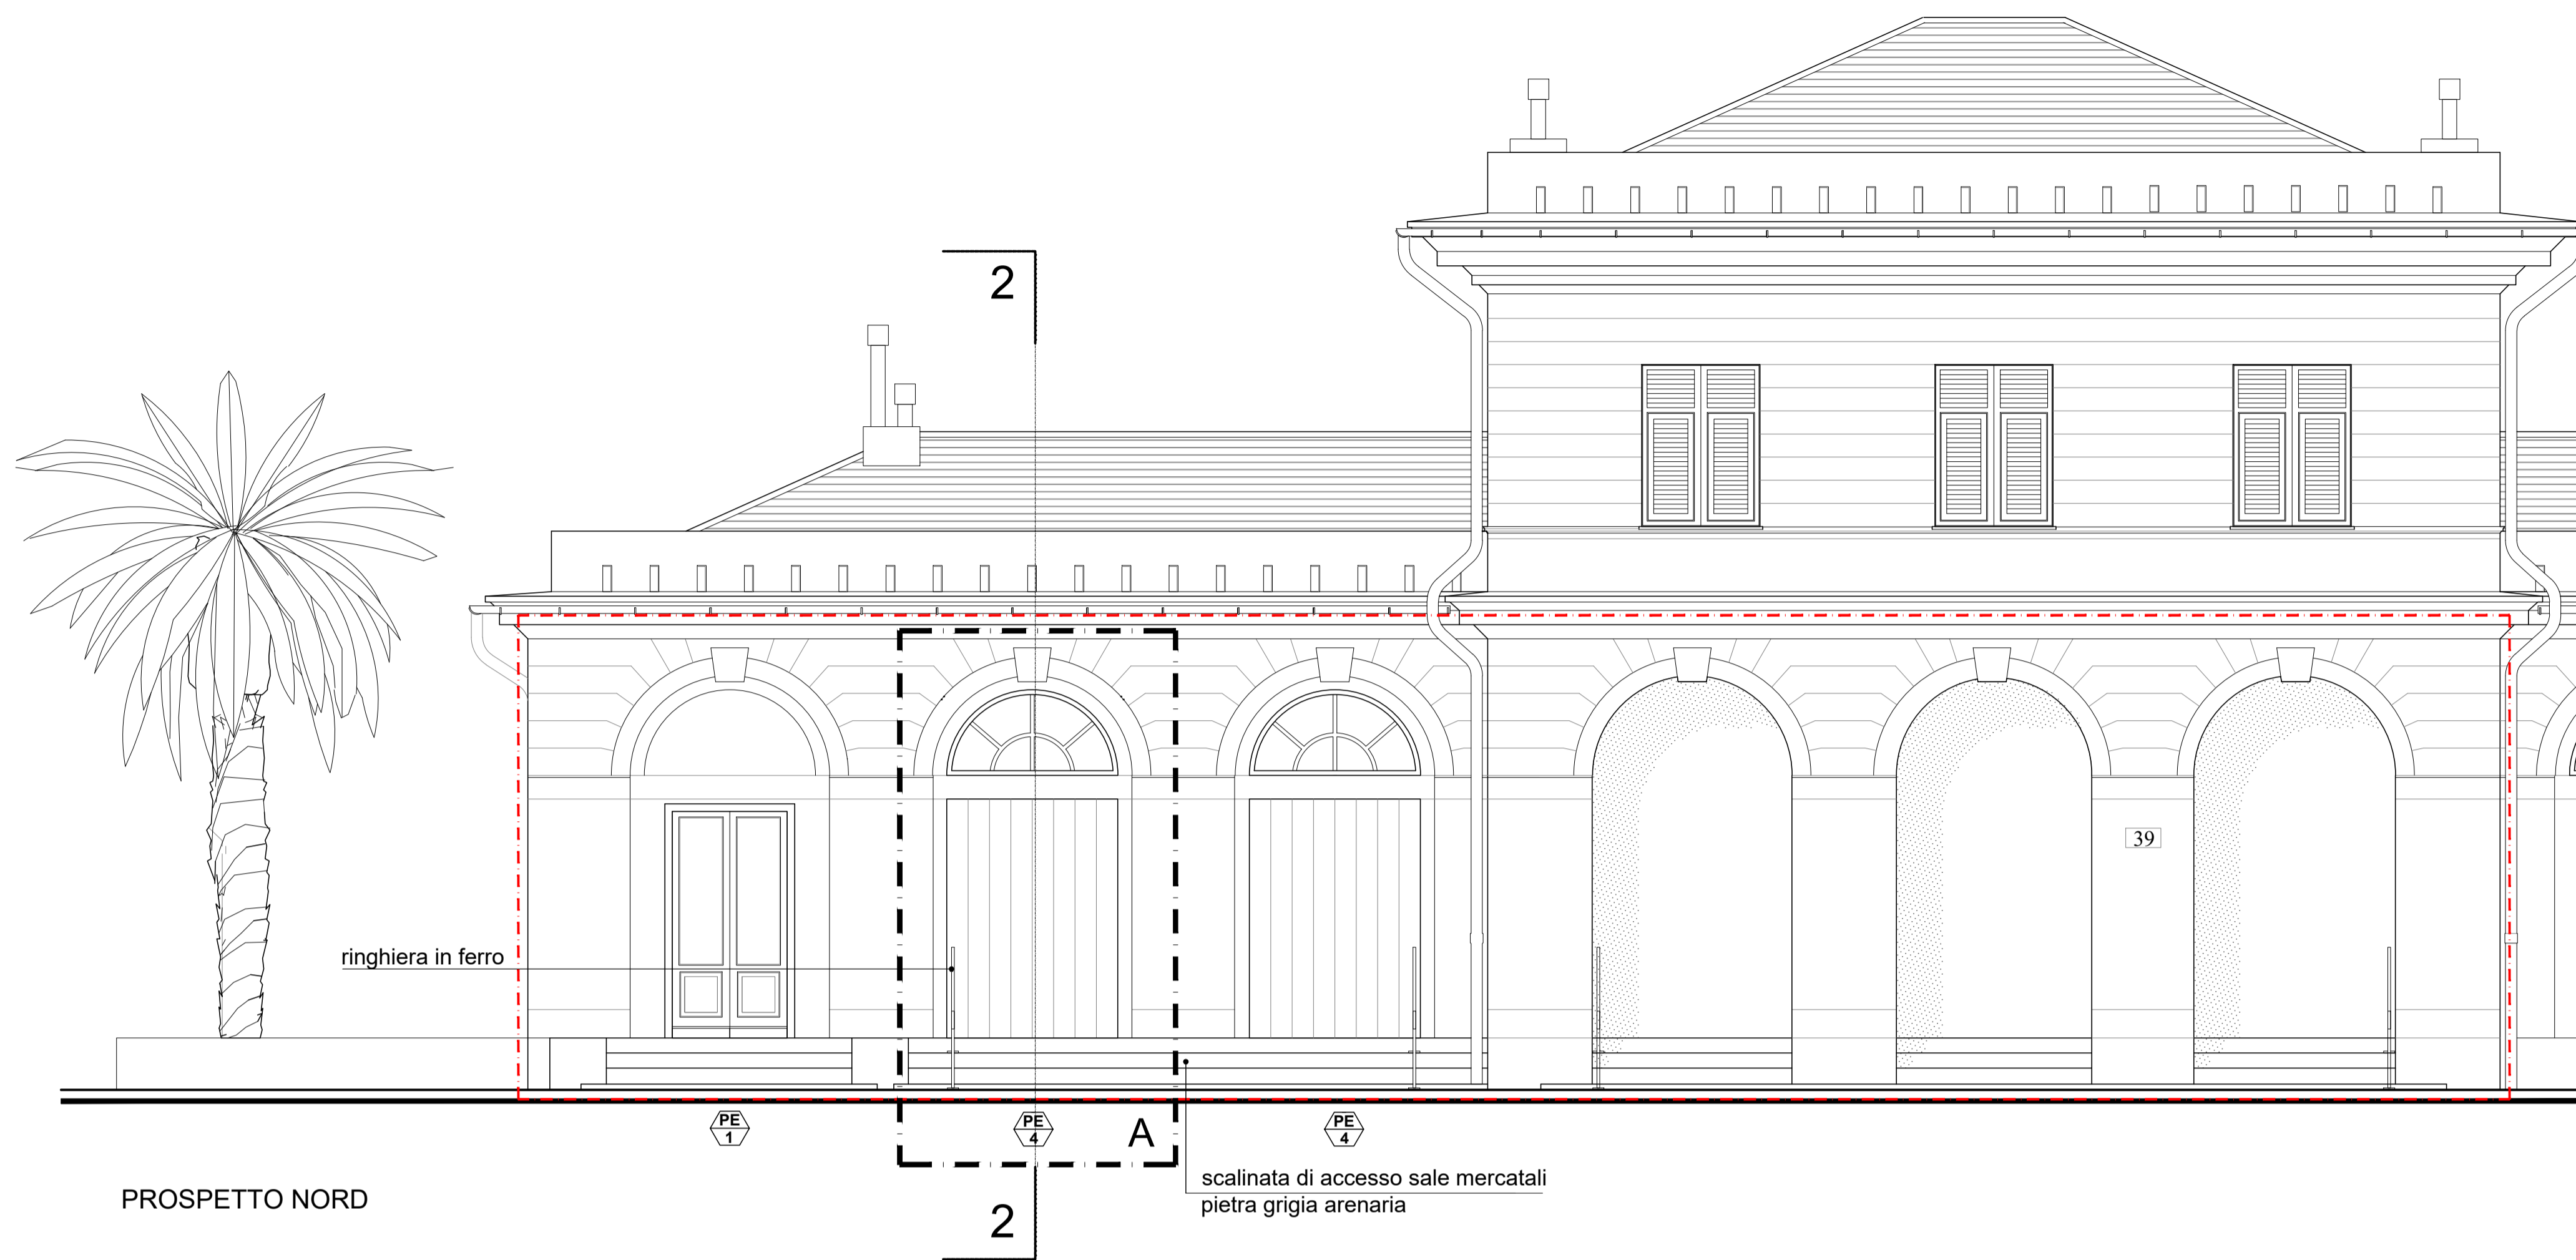 2
39
ringhiera in ferro
PE
1
PE
4
A
PE
4
scalinata di accesso sale mercatali
pietra grigia arenaria
PROSPETTO NORD
2